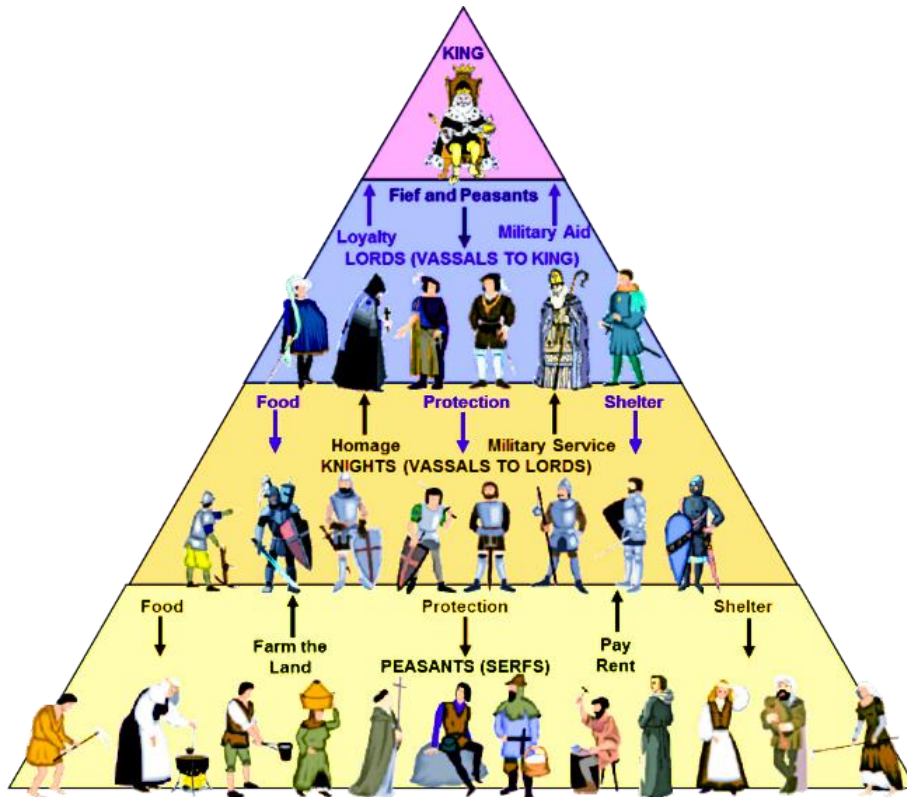 KING
Fief and Peasants
Loyalty
Military Aid
LORDS (VASSALS TO KING)
Food
Protection
Shelter
Homage
Military Service
KNIGHTS (VASSALS TO LORDS)
Food
Protection
Shelter
Farm the
Land
Pay
Rent
PEASANTS (SERFS)